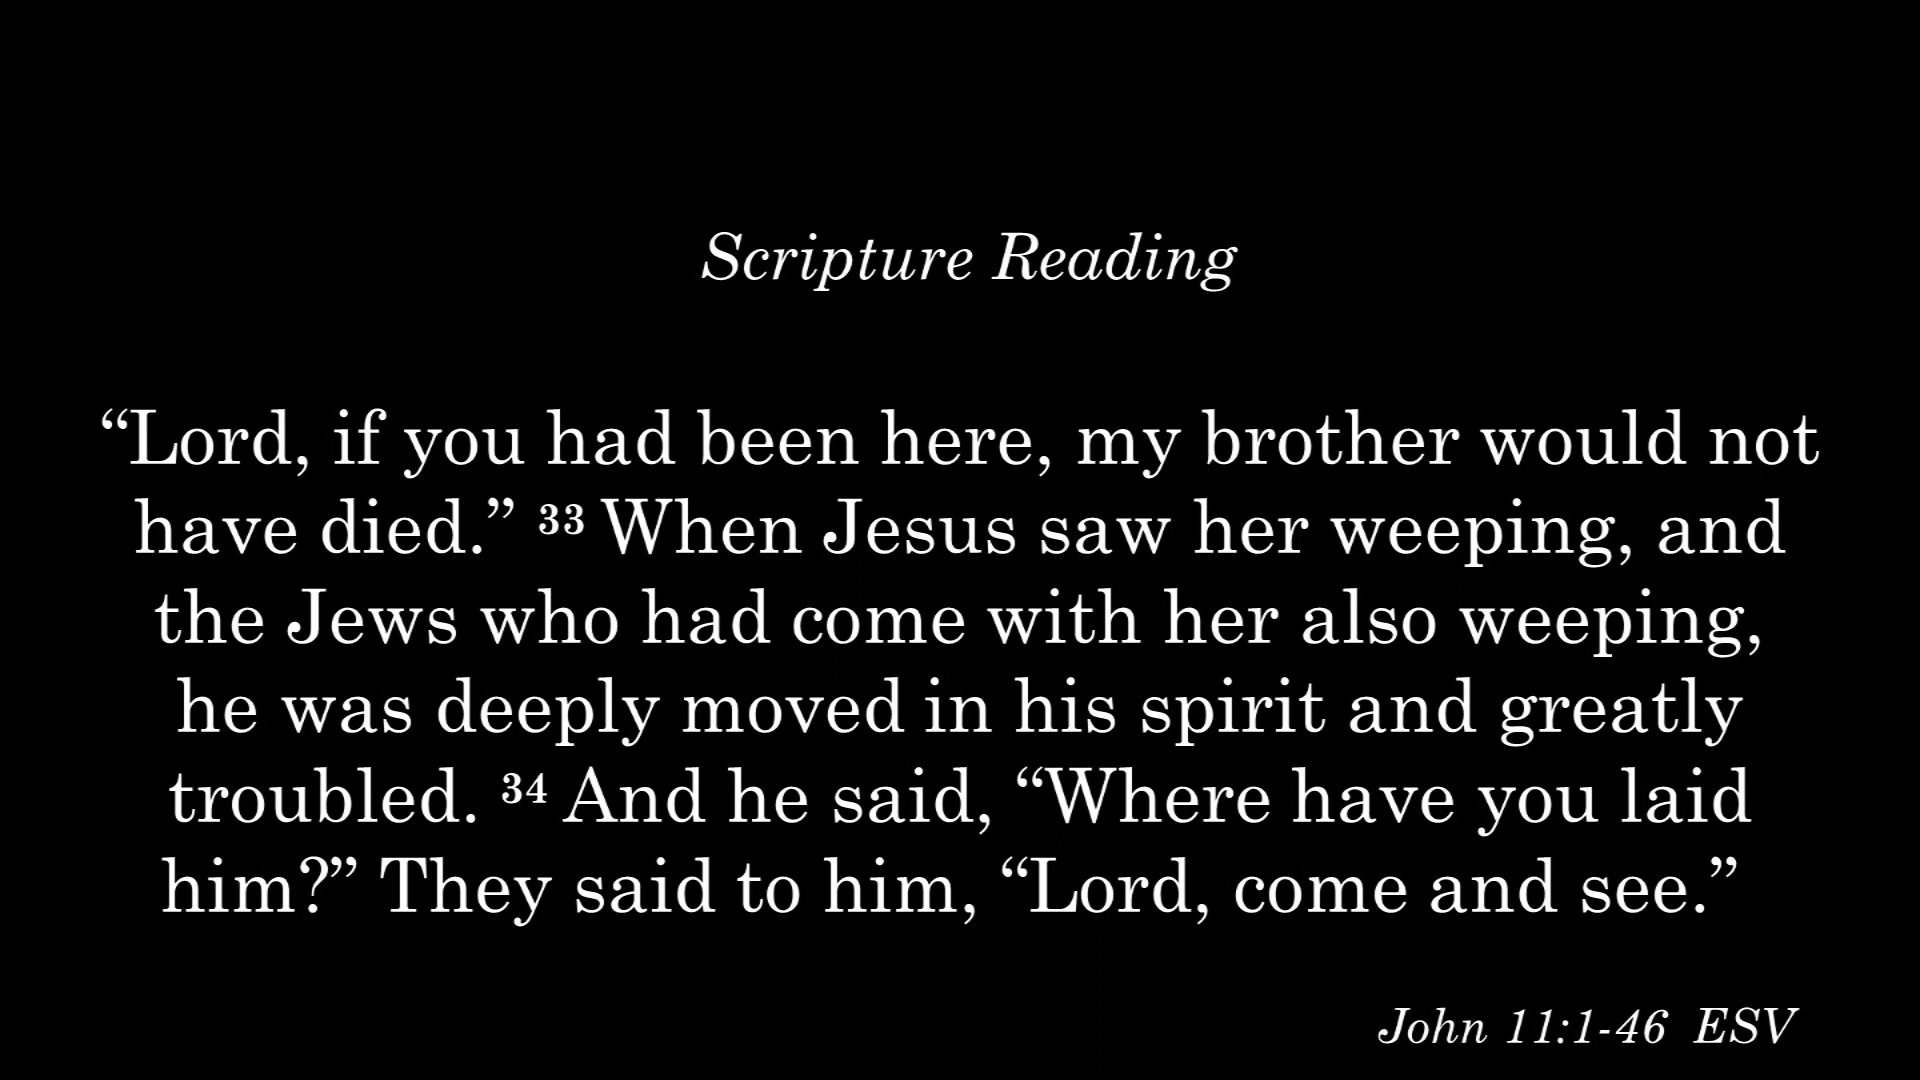 Scripture Reading
“Lord, if you had been here, my brother would not
have died.” 33 When Jesus saw her weeping, and
the Jews who had come with her also weeping,
he was deeply moved in his spirit and greatly
troubled. 34 And he said, “Where have you laid
him?” They said to him, “Lord, come and see.”
John 11:1-46 ESV